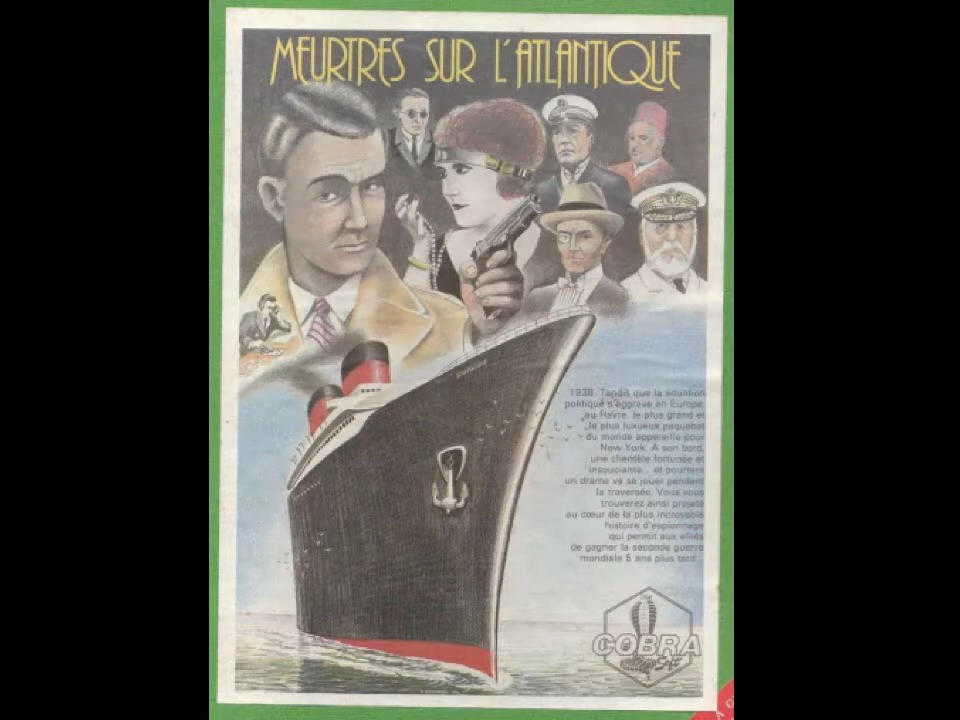 MEURTRES SUR L'ATLANTIQUE
1938. Tandis que la situation
politique s'aggrave en Europe,
au Havre, le plus grand et
le plus luxueux paquebot
du monde appareille pour
New-York. A son bord,
une clientèle fortunée et
insouciante... et pourtant
un drame va se jouer pendant
la traversée. Vous vous
trouverez ainsi projeté
au cœur de la plus incroyable
histoire d'espionnage
qui permit aux alliés
de gagner la seconde guerre
mondiale 5 ans plus tard...
COBRA
Soft